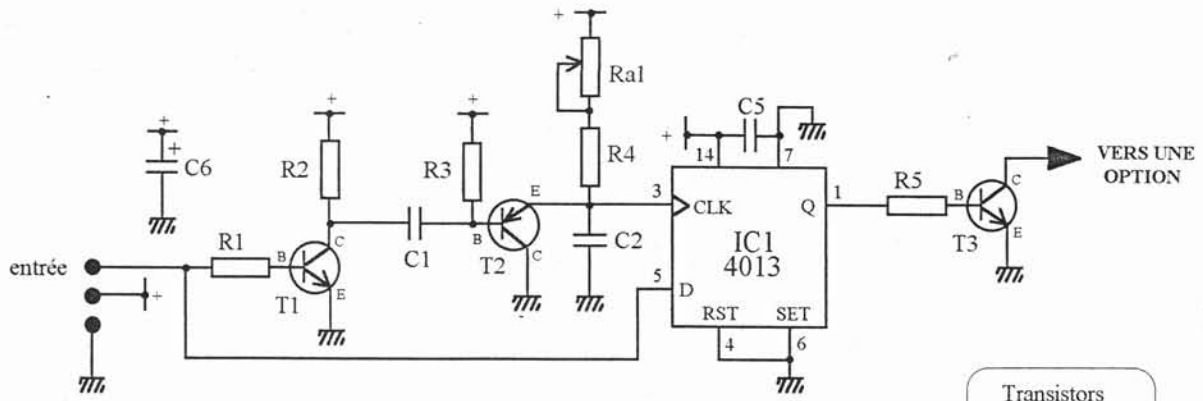 +
Ra1
+
+
+
C5
+
R2
R3
R4
+
14
7
VERS UNE
OPTION
C6
E
3
CLK
Q
1
R5
B
C
C
B
T2
C
C2
IC1
4013
T3
E
R1
C1
entrée
B
E
T1
5
D
+
RST
SET
4
6
Transistors